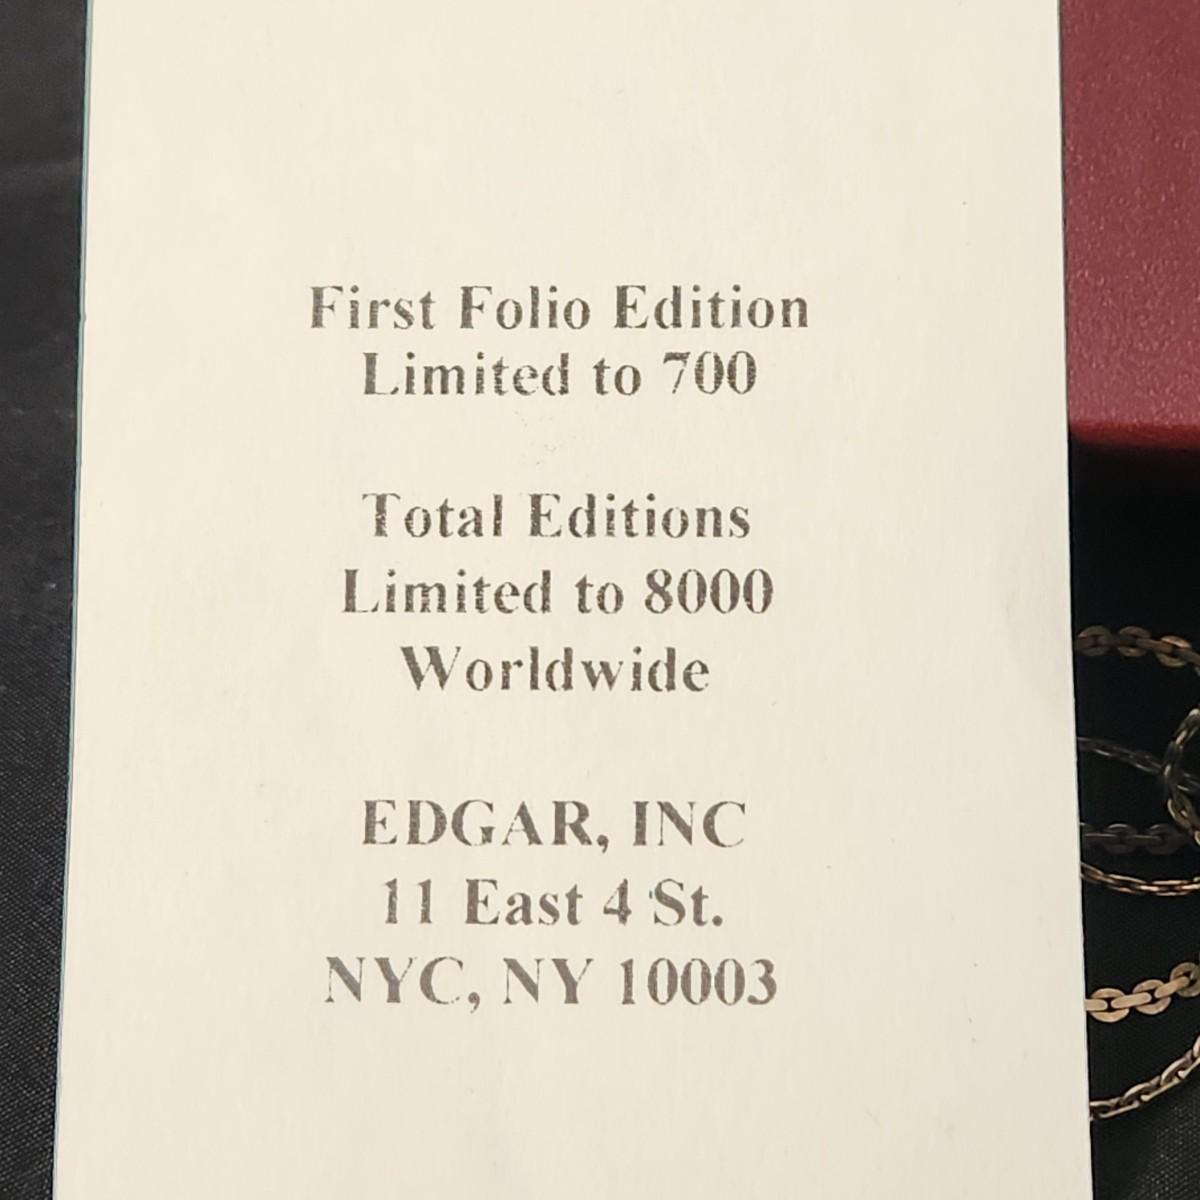 First Folio Edition
Limited to 700
Total Editions
Limited to 8000
Worldwide
EDGAR, INC
11 East 4 St.
NYC, NY 10003